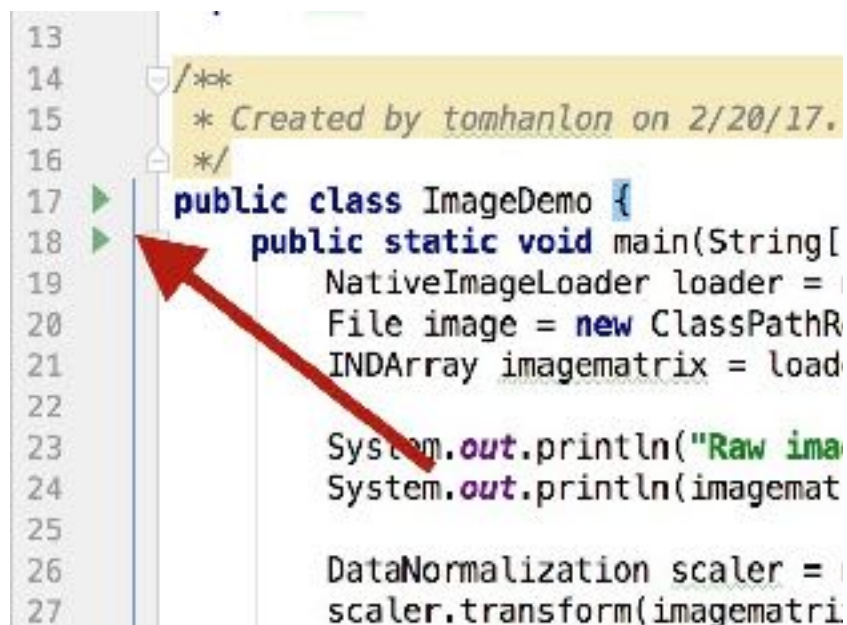 13
14 /**
15 * Created by tomhanlon on 2/20/17.
16 */
17 public class ImageDemo {
18 public static void main(String[
19 NativeImageLoader loader =
20 File image = new ClassPathR
21 INDArray imagematrix = load
22
23 System.out.println("Raw ima
24 System.out.println(imagemat
25
26 DataNormalization scaler =
27 scaler.transform(imagematri